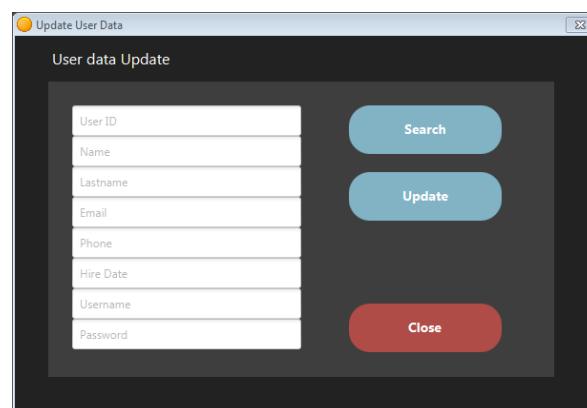 Update User Data
User data Update
User ID
Name
Lastname
Email
Phone
Hire Date
Username
Password
Search
Update
Close